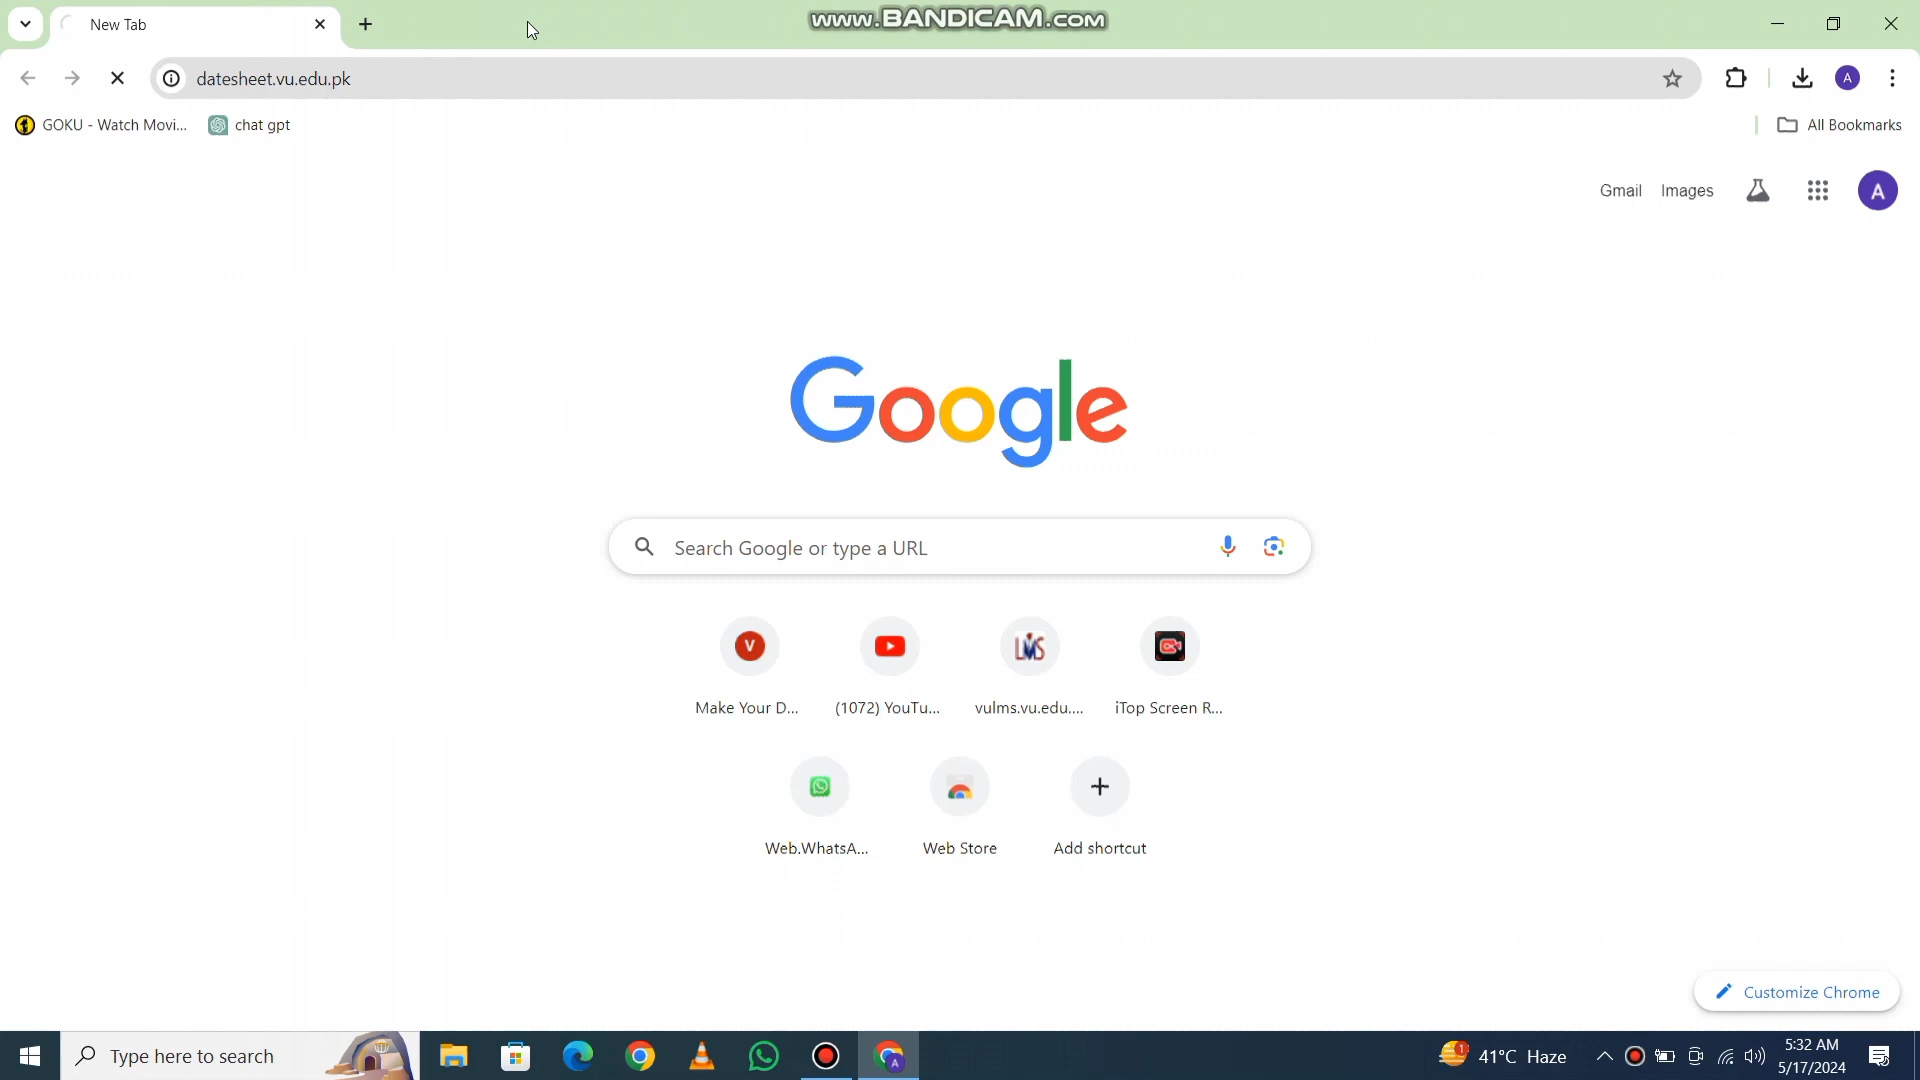 New Tab
www.BANDICAM.com
datesheet.vu.edu.pk
A
GOKU - Watch Movi...
chat gpt
All Bookmarks
Gmail
Images
A
Google
Search Google or type a URL
V
LMS
Make Your D...
(1072) YouTu...
vulms.vu.edu....
iTop Screen R...
Web.WhatsA...
Web Store
Add shortcut
Customize Chrome
Type here to search
A
1
41°C Haze
5:32 AM
5/17/2024